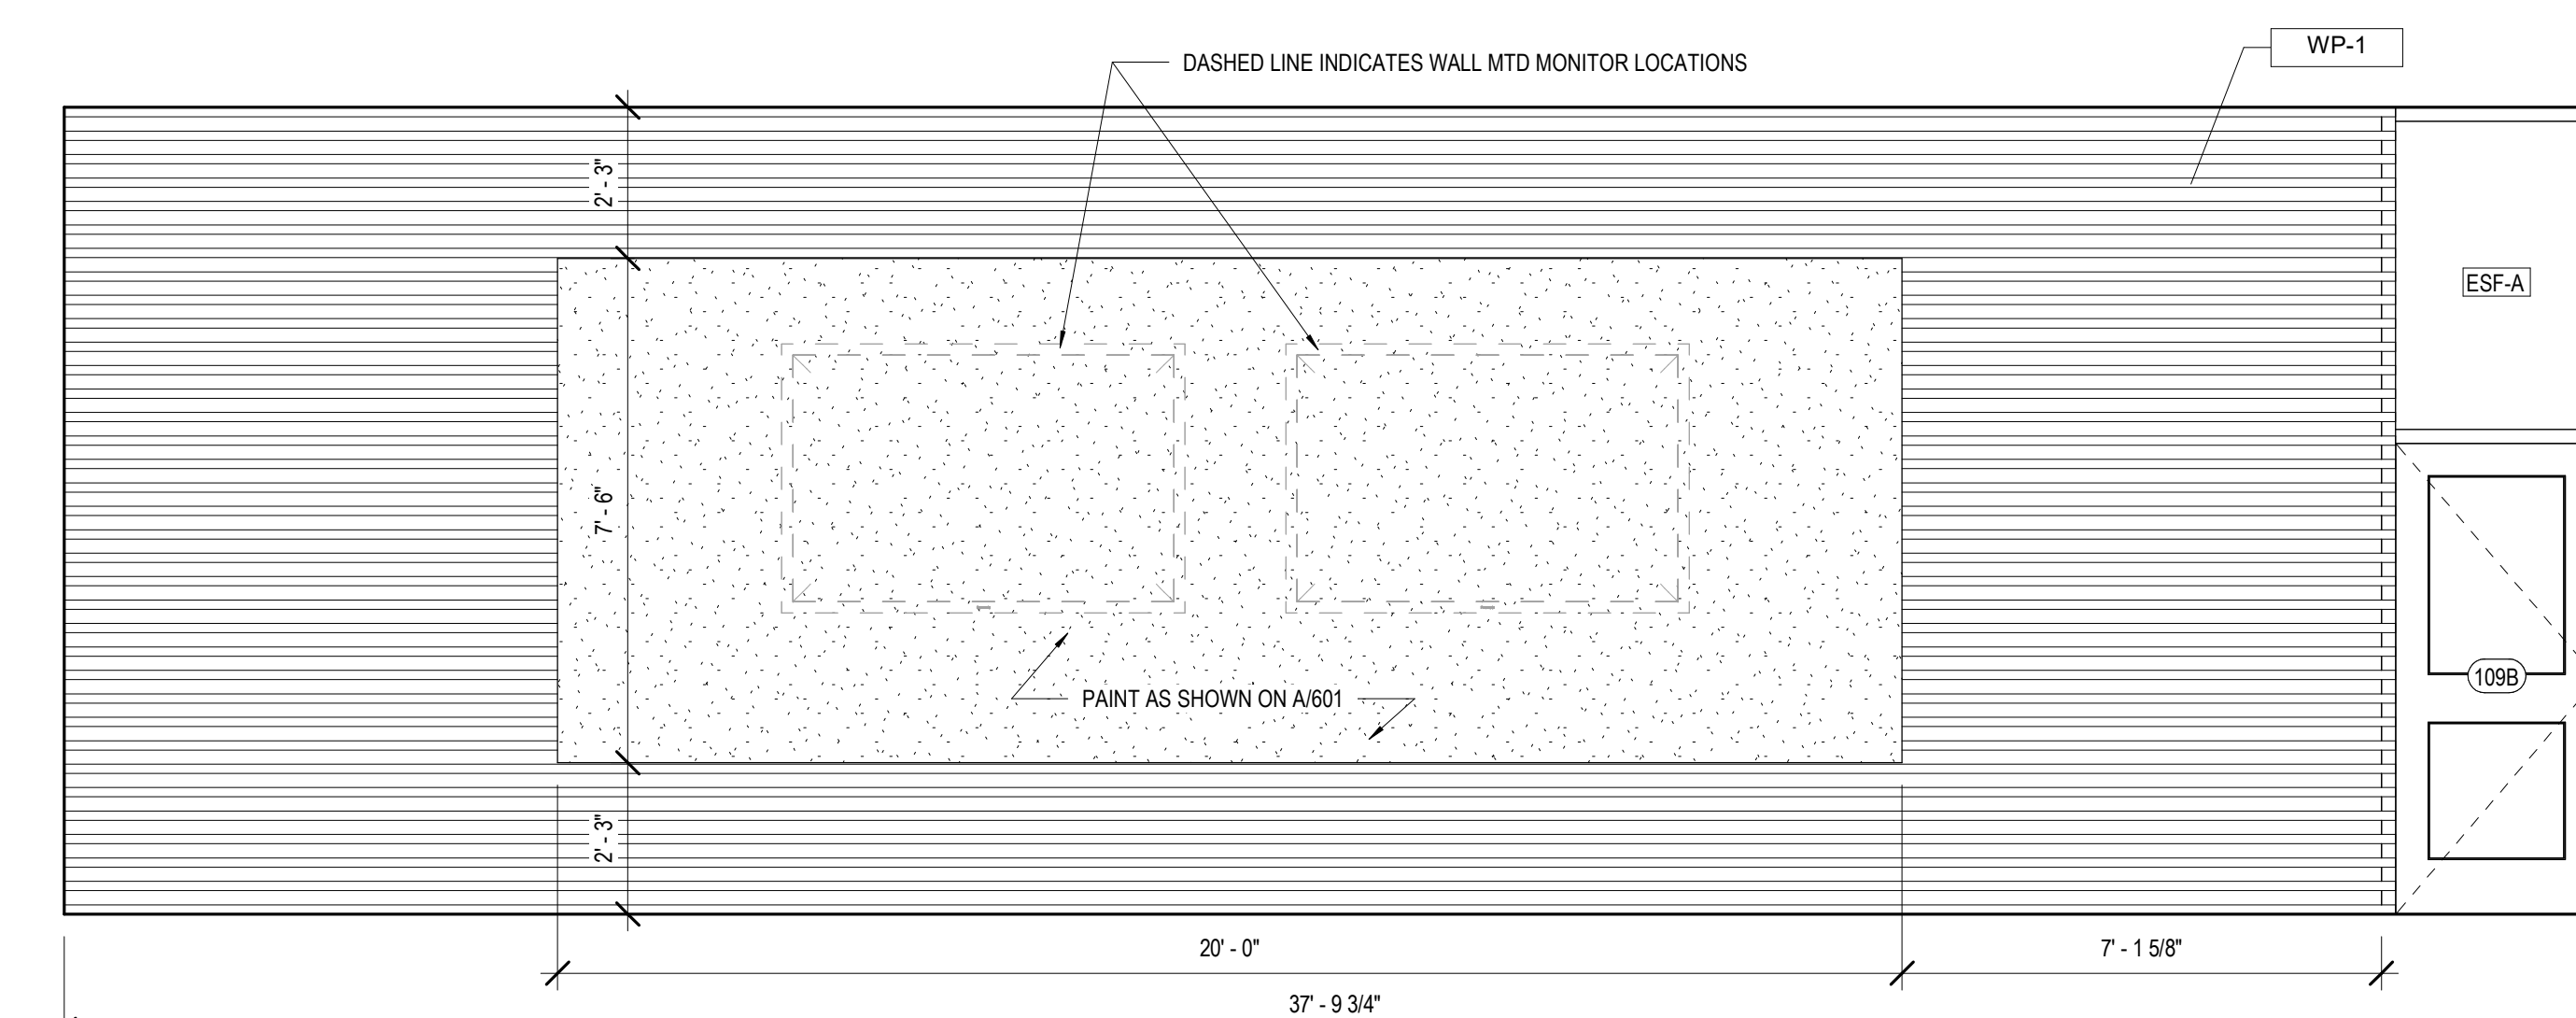 WP-1
DASHED LINE INDICATES WALL MTD MONITOR LOCATIONS
2' - 3"
ESF-A
7' - 6"
109B
PAINT AS SHOWN ON A/601
2' - 3"
20' - 0"
7' - 1 5/8"
37' - 9 3/4"